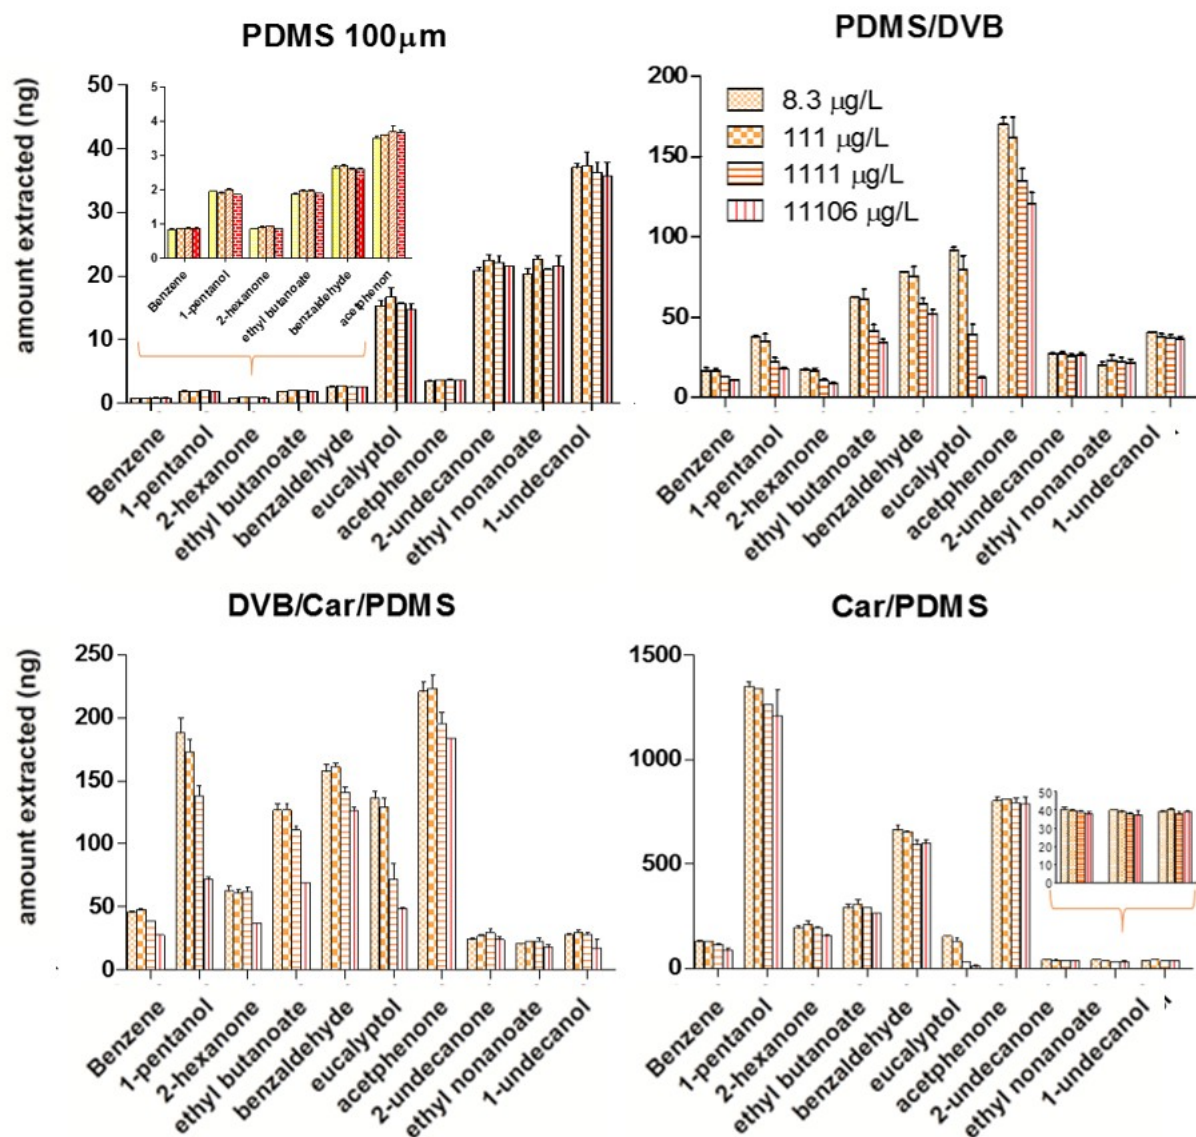 PDMS 100μm
amount extracted (ng)
50
40
30
20
10
0
5
4
3
2
1
0
Benzene
1-pentanol
2-hexanone
ethyl butanoate
benzaldehyde
acetphenon
Benzene
1-pentanol
2-hexanone
ethyl butanoate
benzaldehyde
eucalyptol
acetphenone
2-undecanone
ethyl nonanoate
1-undecanol
PDMS/DVB
200
150
100
50
0
8.3 μg/L
111 μg/L
1111 μg/L
11106 μg/L
Benzene
1-pentanol
2-hexanone
ethyl butanoate
benzaldehyde
eucalyptol
acetphenone
2-undecanone
ethyl nonanoate
1-undecanol
DVB/Car/PDMS
amount extracted (ng)
250
200
150
100
50
0
Benzene
1-pentanol
2-hexanone
ethyl butanoate
benzaldehyde
eucalyptol
acetphenone
2-undecanone
ethyl nonanoate
1-undecanol
Car/PDMS
1500
1000
500
0
50
40
30
20
10
0
Benzene
1-pentanol
2-hexanone
ethyl butanoate
benzaldehyde
eucalyptol
acetphenone
2-undecanone
ethyl nonanoate
1-undecanol